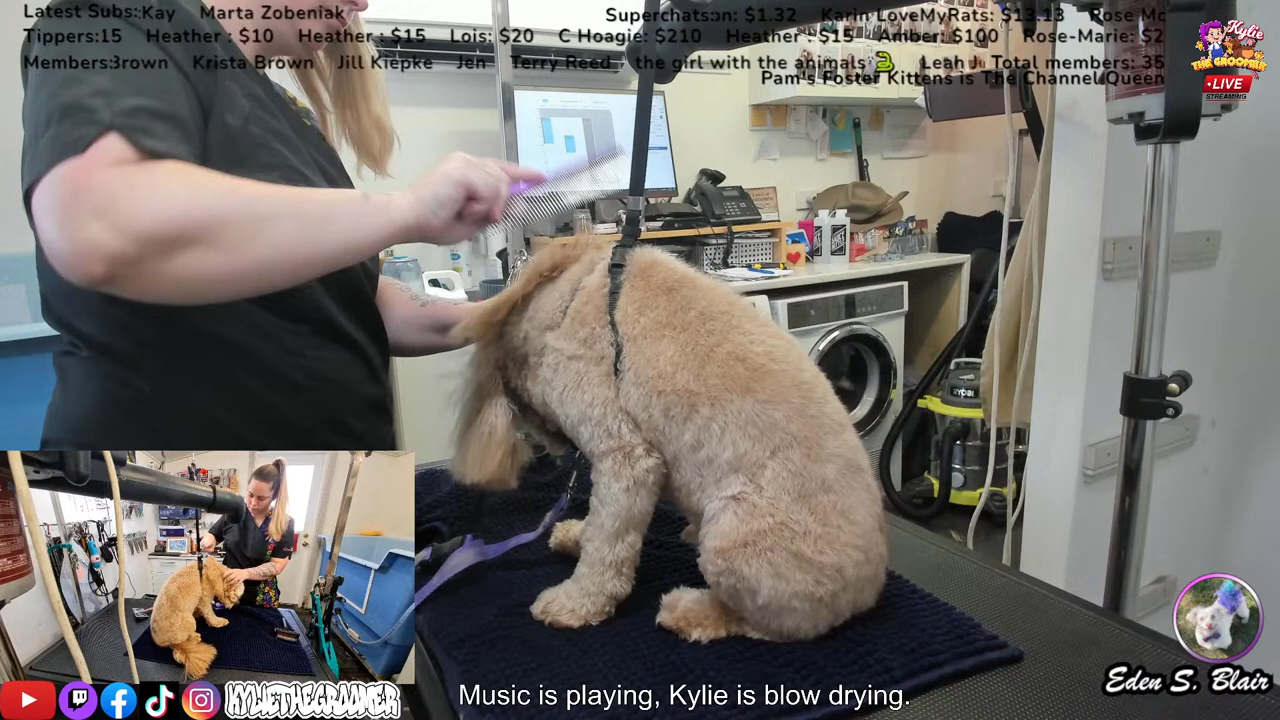 Latest Subs:Kay Marta Zobeniak
Superchats:on: $1.32 Karin LoveMyRats: $13.13 Rose Mc
Tippers:15 Heather : $10 Heather : $15 Lois: $20 C Hoagie: $210 Heather : $15 Amber: $100 Rose-Marie: $2
Members:Brown Krista Brown Jill Kiepke Jen Terry Reed the girl with the animals Leah J Total members: 35
Pam's Foster Kittens is The Channel Queen
Kylie
THE GROOMER
LIVE
STREAMING
RYOBI
Eden S. Blair
KYLIETHEGROOMER
Music is playing, Kylie is blow drying.